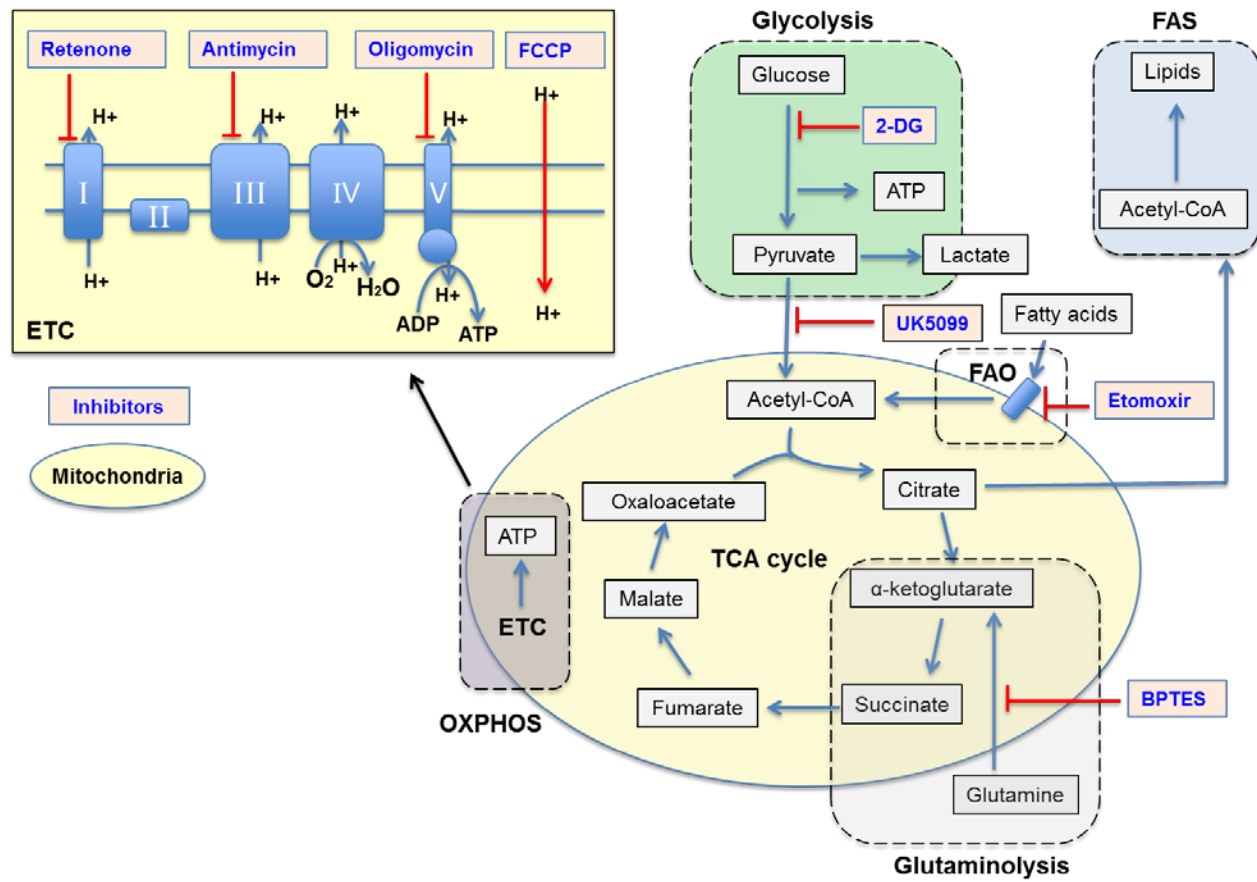 Retenone
Antimycin
Oligomycin
FCCP
H+
H+
H+
H+
H+
I
II
III
IV
V
H+
H+
O2
H+
H2O
ADP
H+
ATP
H+
ETC
Inhibitors
Mitochondria
Glycolysis
Glucose
2-DG
ATP
Pyruvate
Lactate
UK5099
FAS
Lipids
Acetyl-CoA
Fatty acids
FAO
Etomoxir
Acetyl-CoA
Oxaloacetate
Citrate
TCA cycle
α-ketoglutarate
Malate
Fumarate
Succinate
BPTES
Glutamine
Glutaminolysis
ATP
ETC
OXPHOS